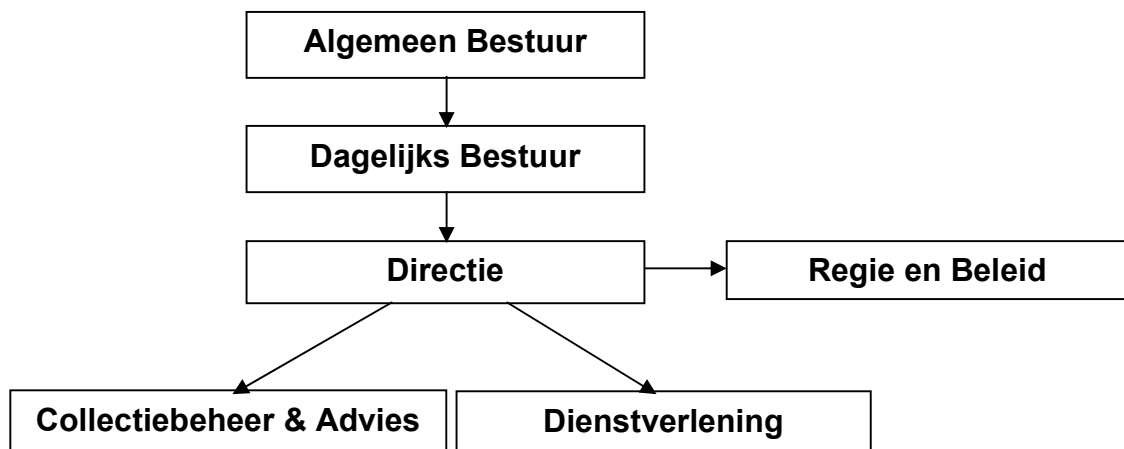 Algemeen Bestuur
Dagelijks Bestuur
Directie
Regie en Beleid
Collectiebeheer & Advies
Dienstverlening